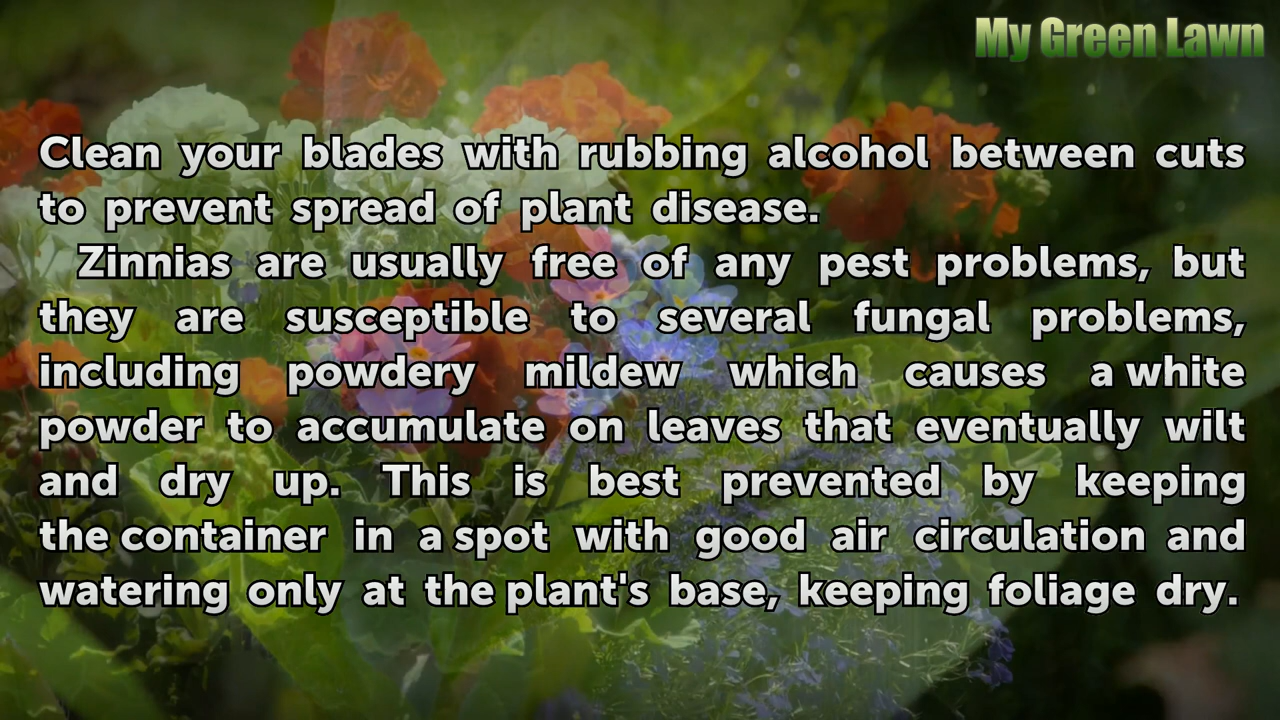 My Green Lawn
Clean your blades with rubbing alcohol between cuts
to prevent spread of plant disease.
Zinnias are usually free of any pest problems, but
they are susceptible to several fungal problems,
including powdery mildew which causes a white
powder to accumulate on leaves that eventually wilt
and dry up. This is best prevented by keeping
the container in a spot with good air circulation and
watering only at the plant's base, keeping foliage dry.